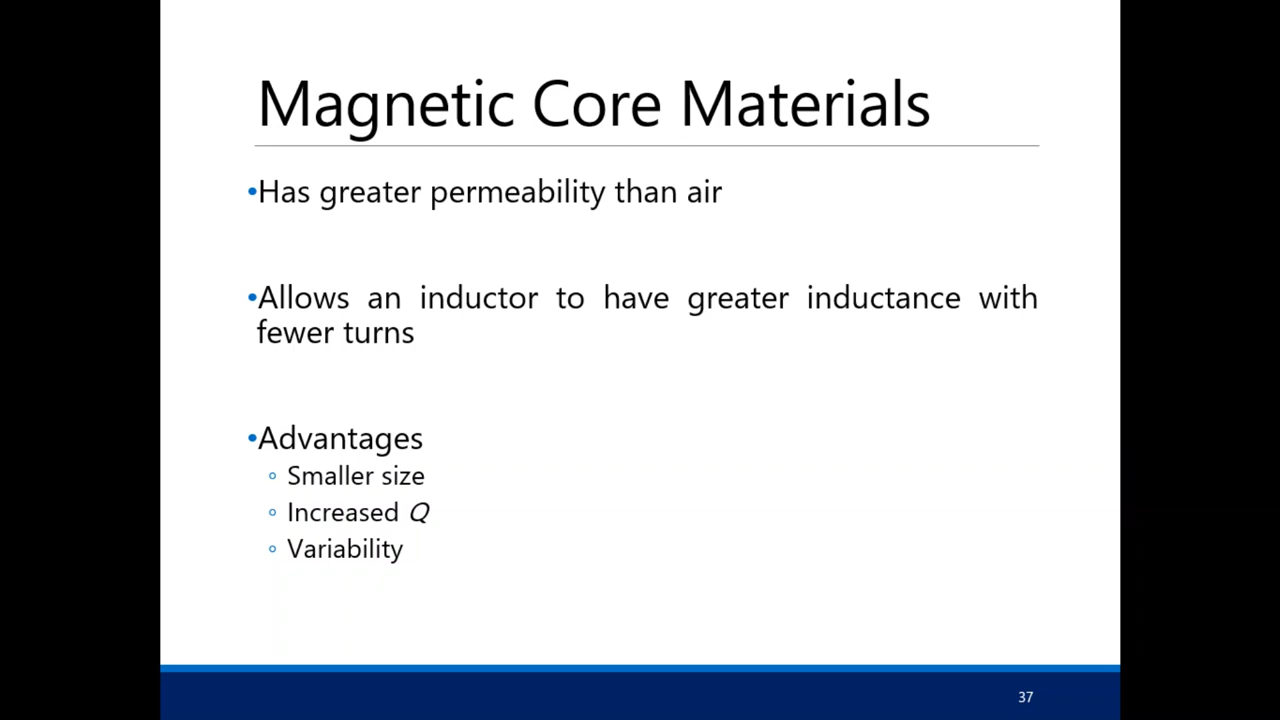 Magnetic Core Materials
•Has greater permeability than air
•Allows an inductor to have greater inductance with
fewer turns
•Advantages
◦ Smaller size
◦ Increased Q
◦ Variability
37